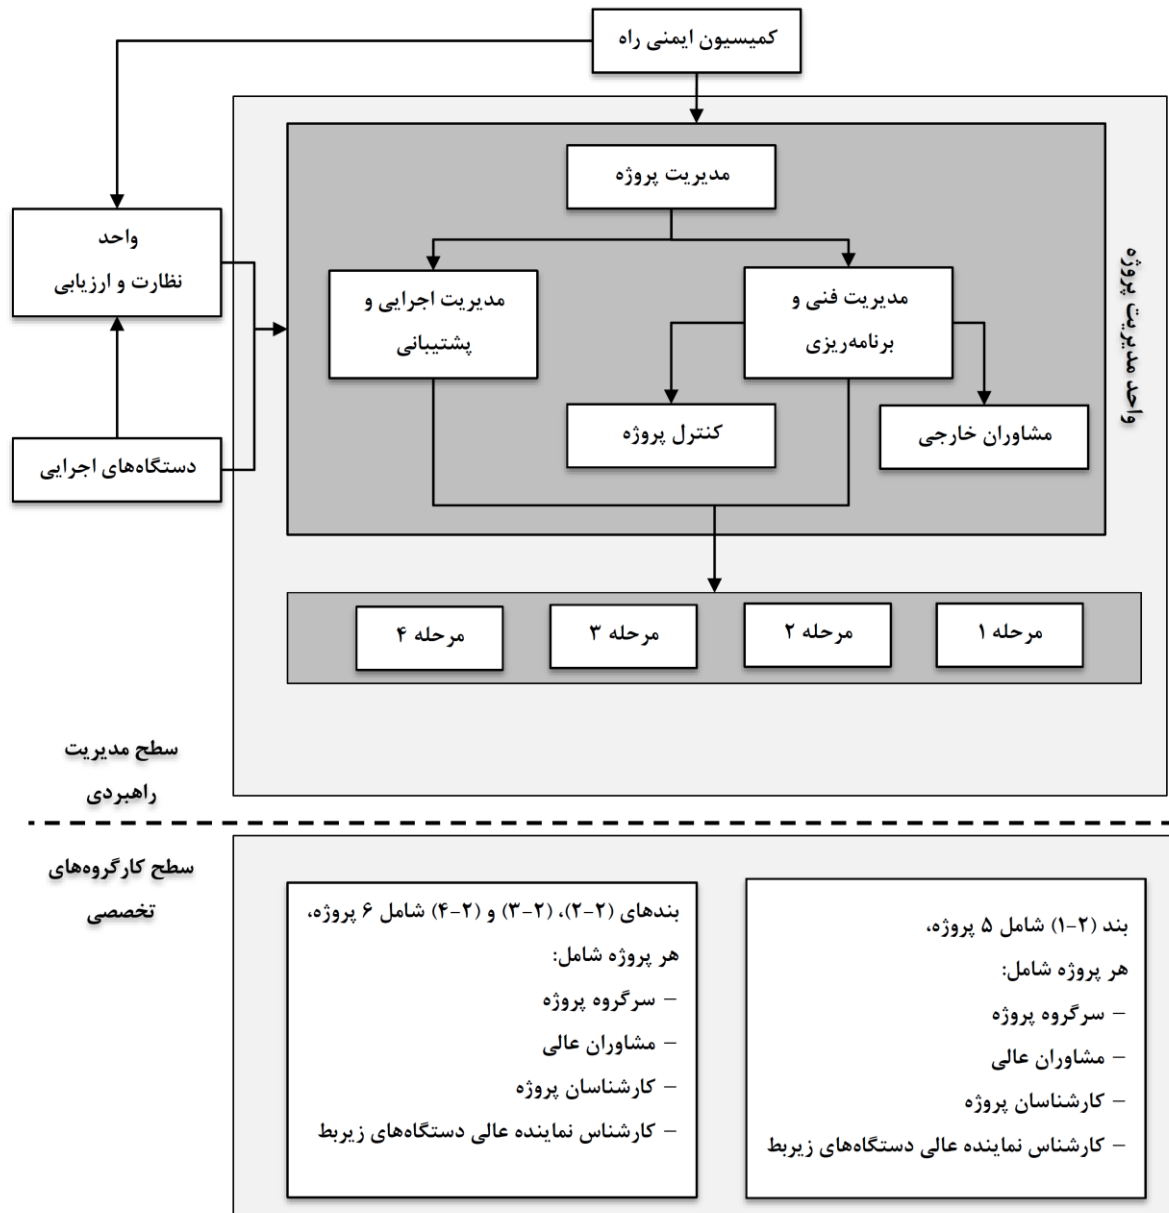 کمیسیون ایمنی راه
مدیریت پروژه
واحد
نظارت و ارزیابی
مدیریت فنی و
برنامه‌ریزی
مدیریت اجرایی و
پشتیبانی
واحد مدیریت پروژه
مشاوران خارجی
کنترل پروژه
دستگاه‌های اجرایی
مرحله ۱
مرحله ۲
مرحله ۳
مرحله ۴
سطح مدیریت
راهبردی
سطح کارگروه‌های
تخصصی
بند (۲-۱) شامل ۵ پروژه،
هر پروژه شامل:
– سرگروه پروژه
– مشاوران عالی
– کارشناسان پروژه
– کارشناس نماینده عالی دستگاه‌های زیربط
بندهای (۲-۲)، (۲-۳) و (۲-۴) شامل ۶ پروژه،
هر پروژه شامل:
– سرگروه پروژه
– مشاوران عالی
– کارشناسان پروژه
– کارشناس نماینده عالی دستگاه‌های زیربط